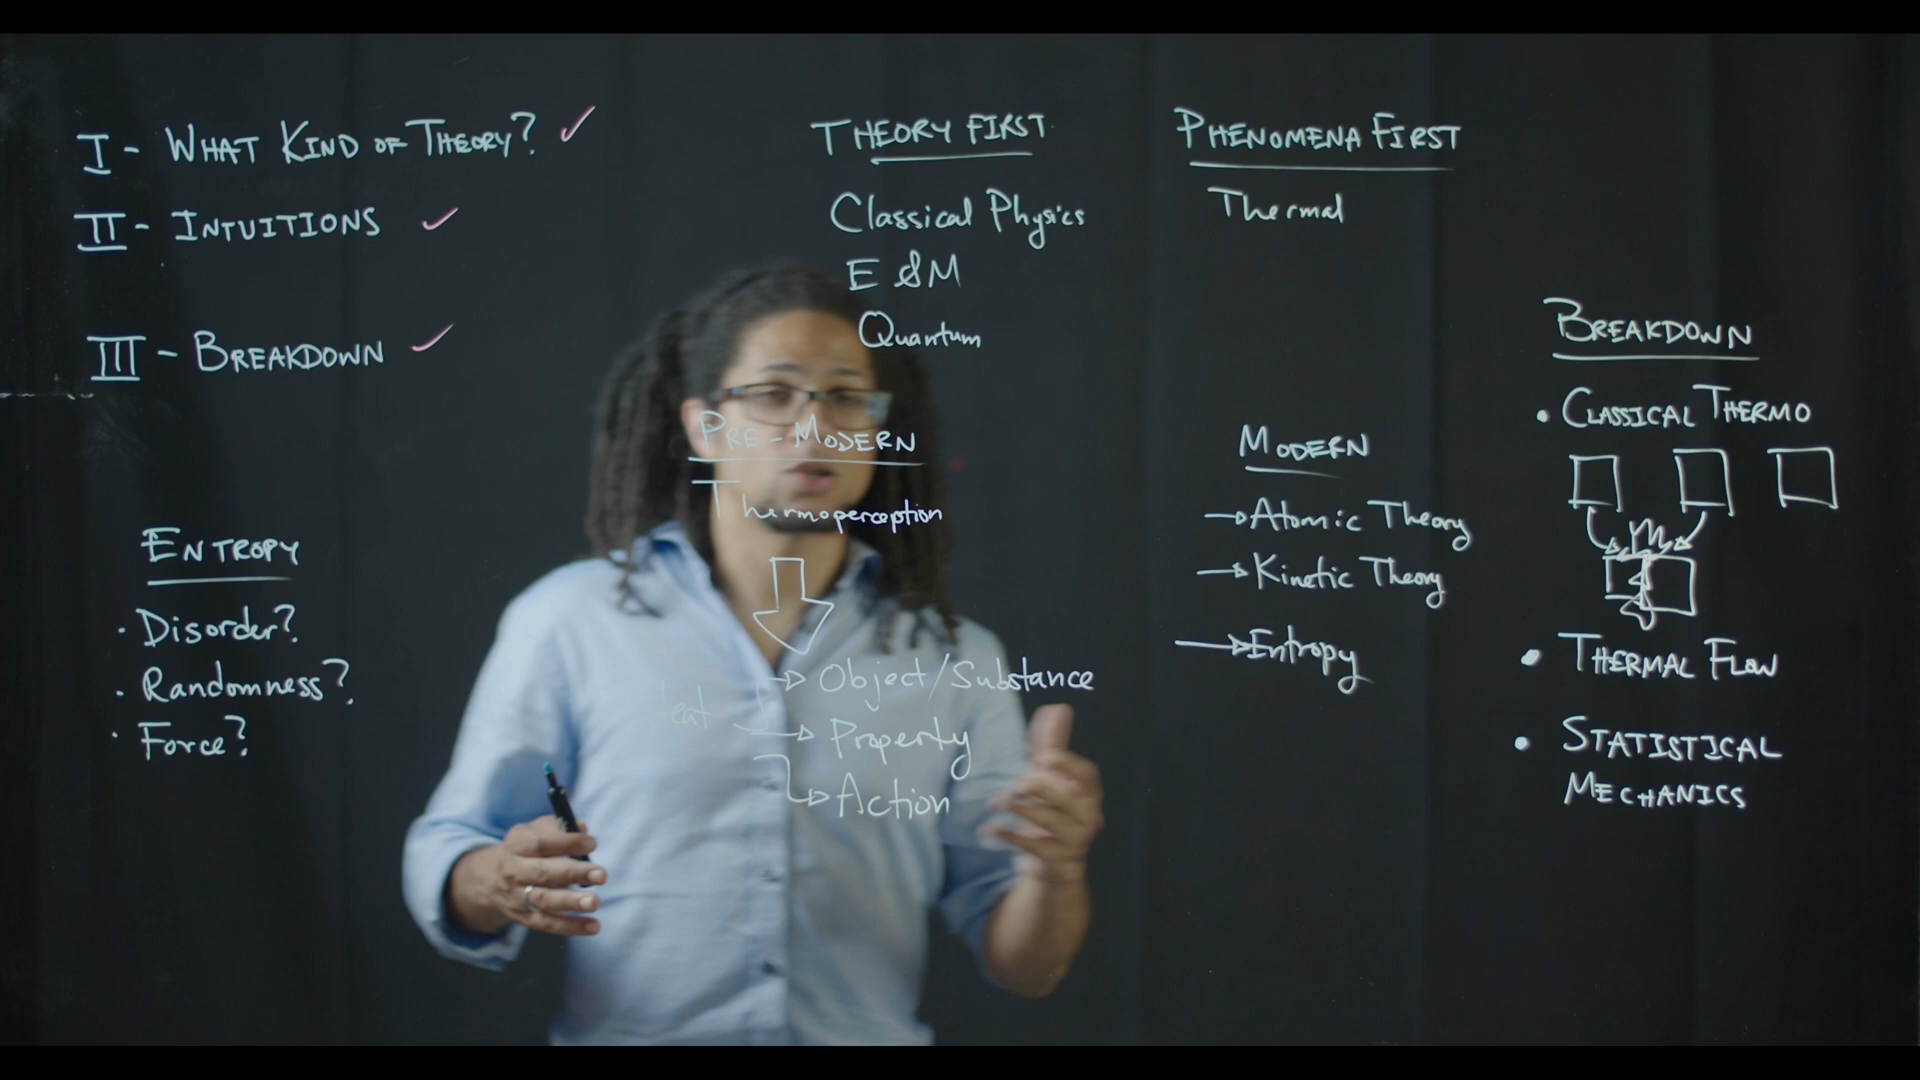 I - WHAT KIND OF THEORY? ✓
II - INTUITIONS ✓
III - BREAKDOWN ✓
ENTROPY
· Disorder?
· Randomness?
· Force?
THEORY FIRST
Classical Physics
E & M
Quantum
PRE-MODERN
Thermoperception
Heat
→ Object/Substance
→ Property
→ Action
PHENOMENA FIRST
Thermal
MODERN
→ Atomic Theory
→ Kinetic Theory
→ Entropy
BREAKDOWN
• CLASSICAL THERMO
• THERMAL FLOW
• STATISTICAL
MECHANICS